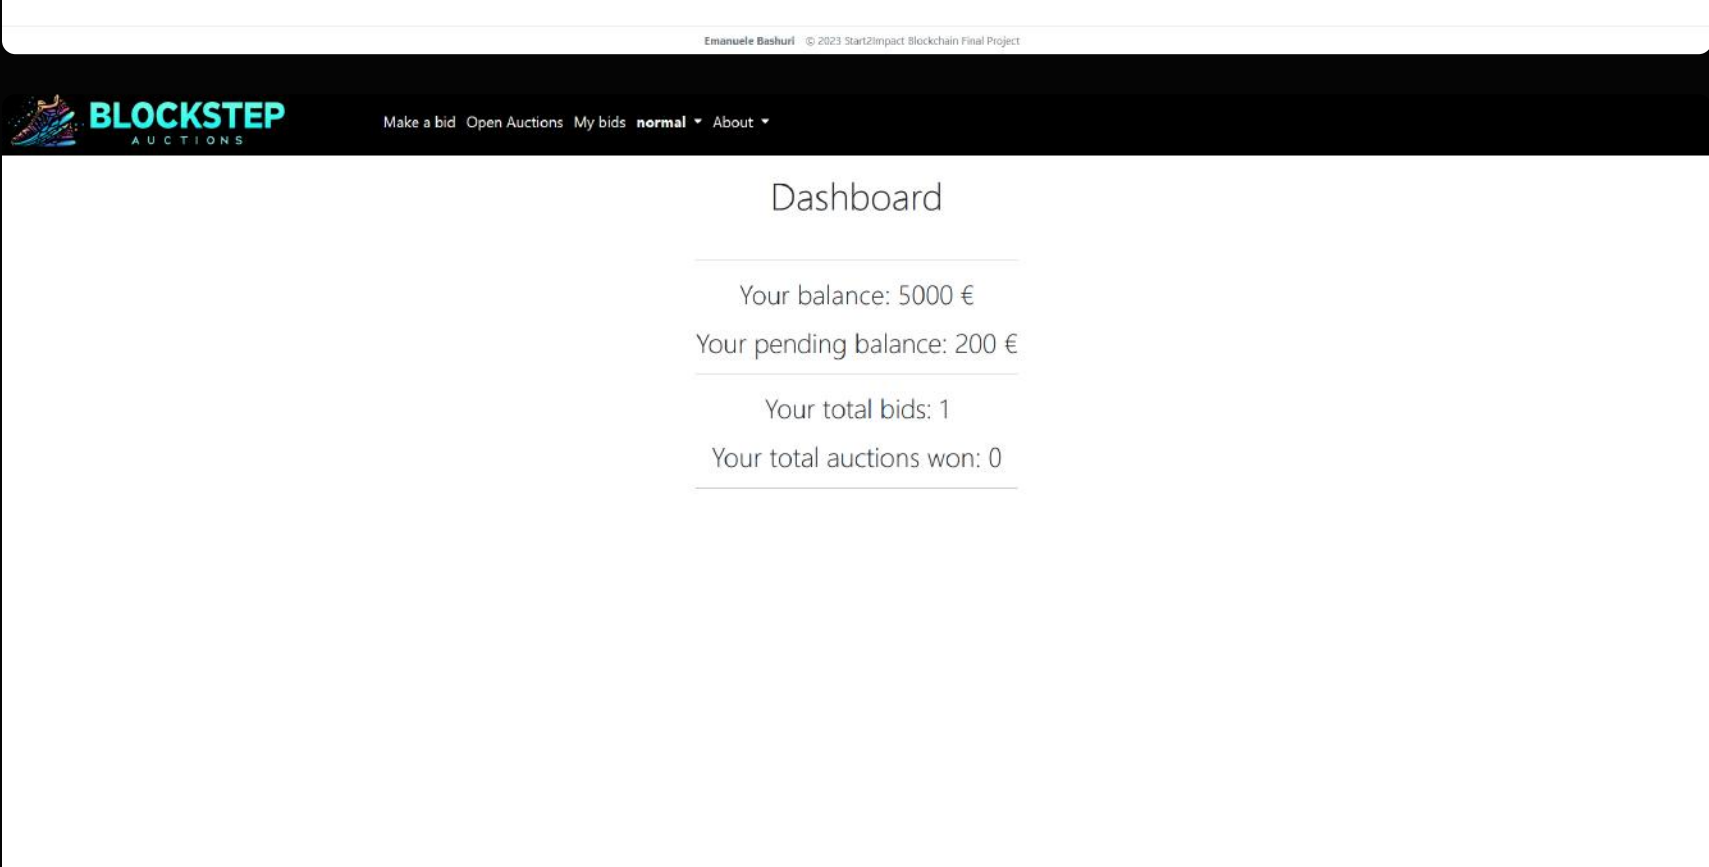 Emanuele Bashuri © 2023 Start2Impact Blockchain Final Project
BLOCKSTEP
AUCTIONS
Make a bid Open Auctions My bids normal About
Dashboard
Your balance: 5000 €
Your pending balance: 200 €
Your total bids: 1
Your total auctions won: 0